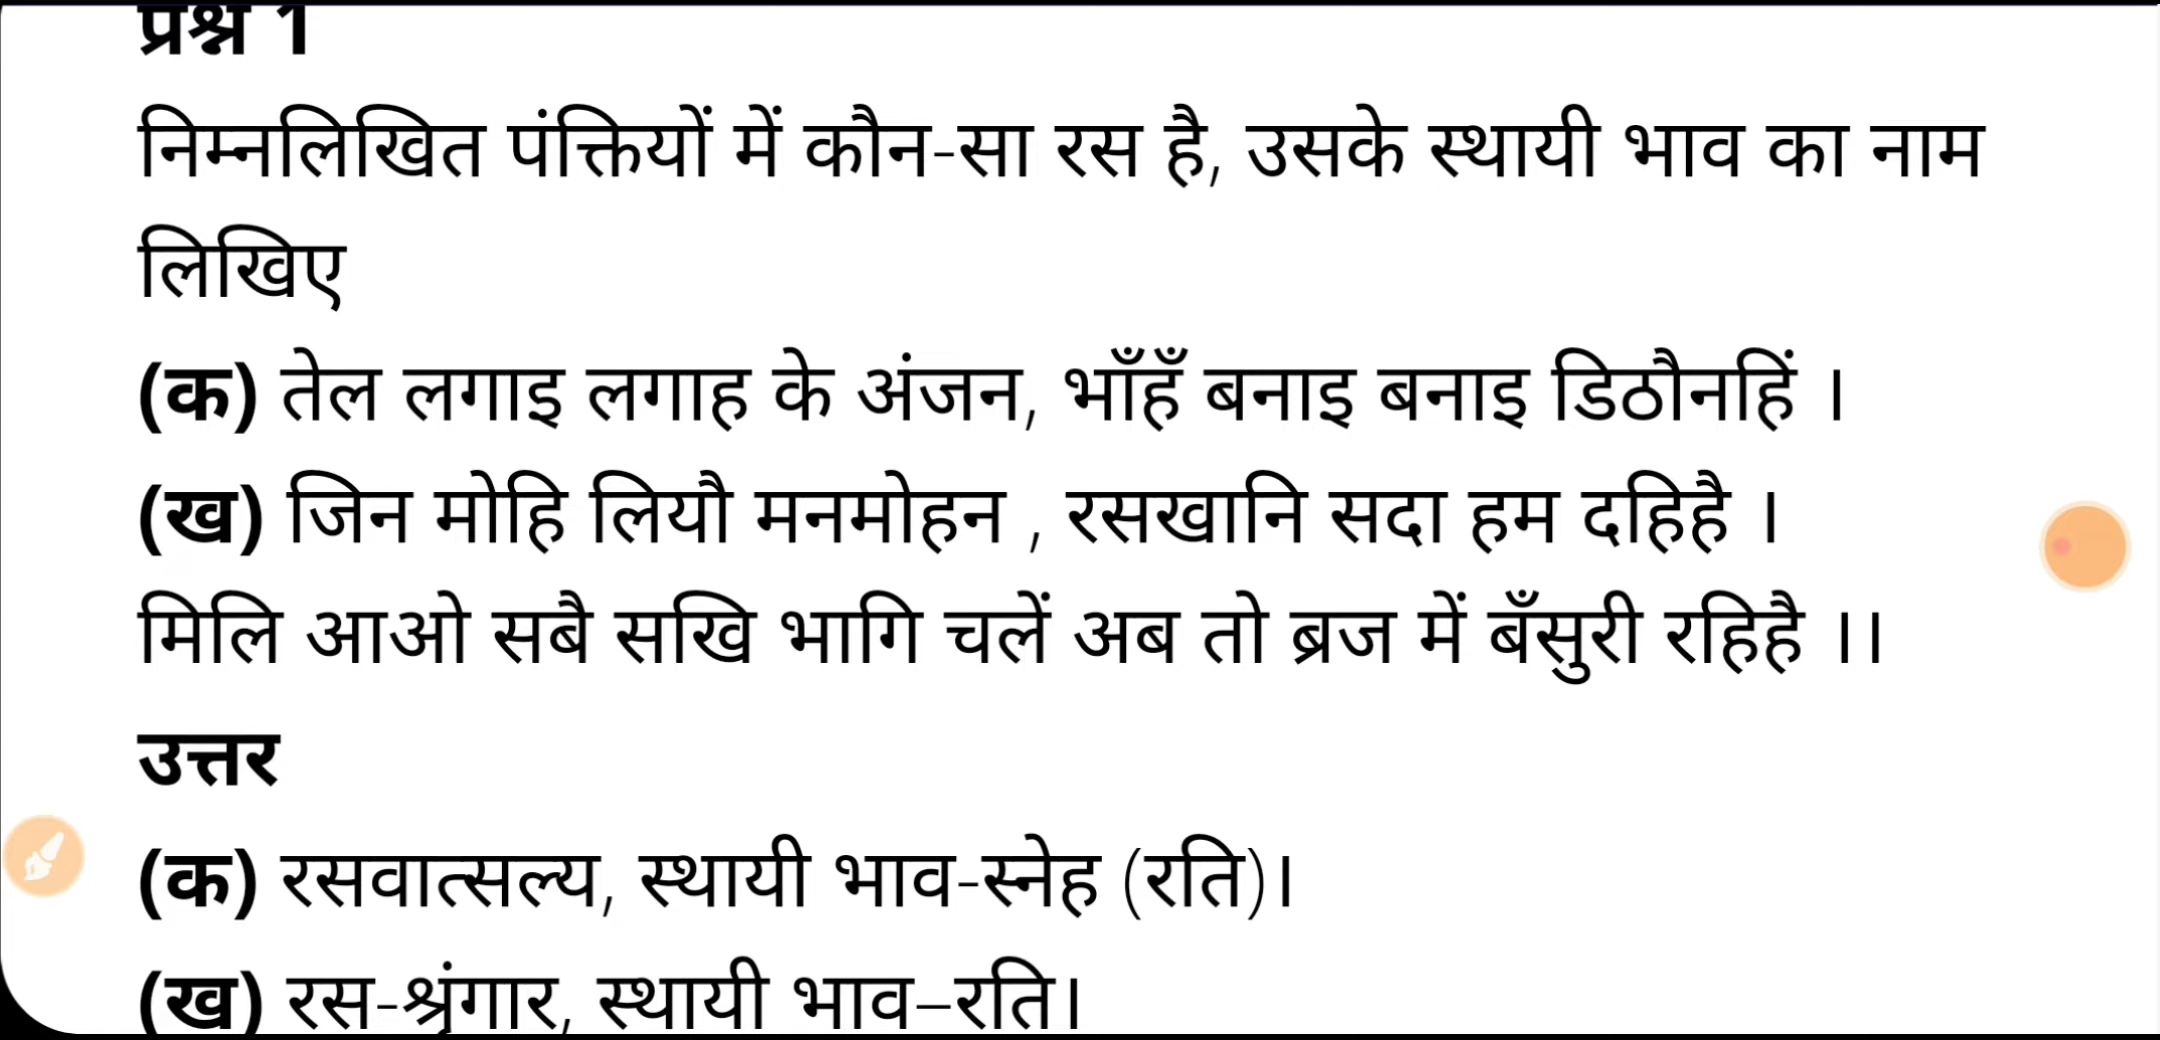 प्रश्न 1
निम्नलिखित पंक्तियों में कौन-सा रस है, उसके स्थायी भाव का नाम
लिखिए
(क) तेल लगाइ लगाह के अंजन, भाँहँ बनाइ बनाइ डिठौनहिं ।
(ख) जिन मोहि लियौ मनमोहन , रसखानि सदा हम दहिहै ।
मिलि आओ सबै सखि भागि चलें अब तो ब्रज में बँसुरी रहिहै ।।
उत्तर
(क) रसवात्सल्य, स्थायी भाव-स्नेह (रति)।
(ख) रस-श्रृंगार, स्थायी भाव–रति।